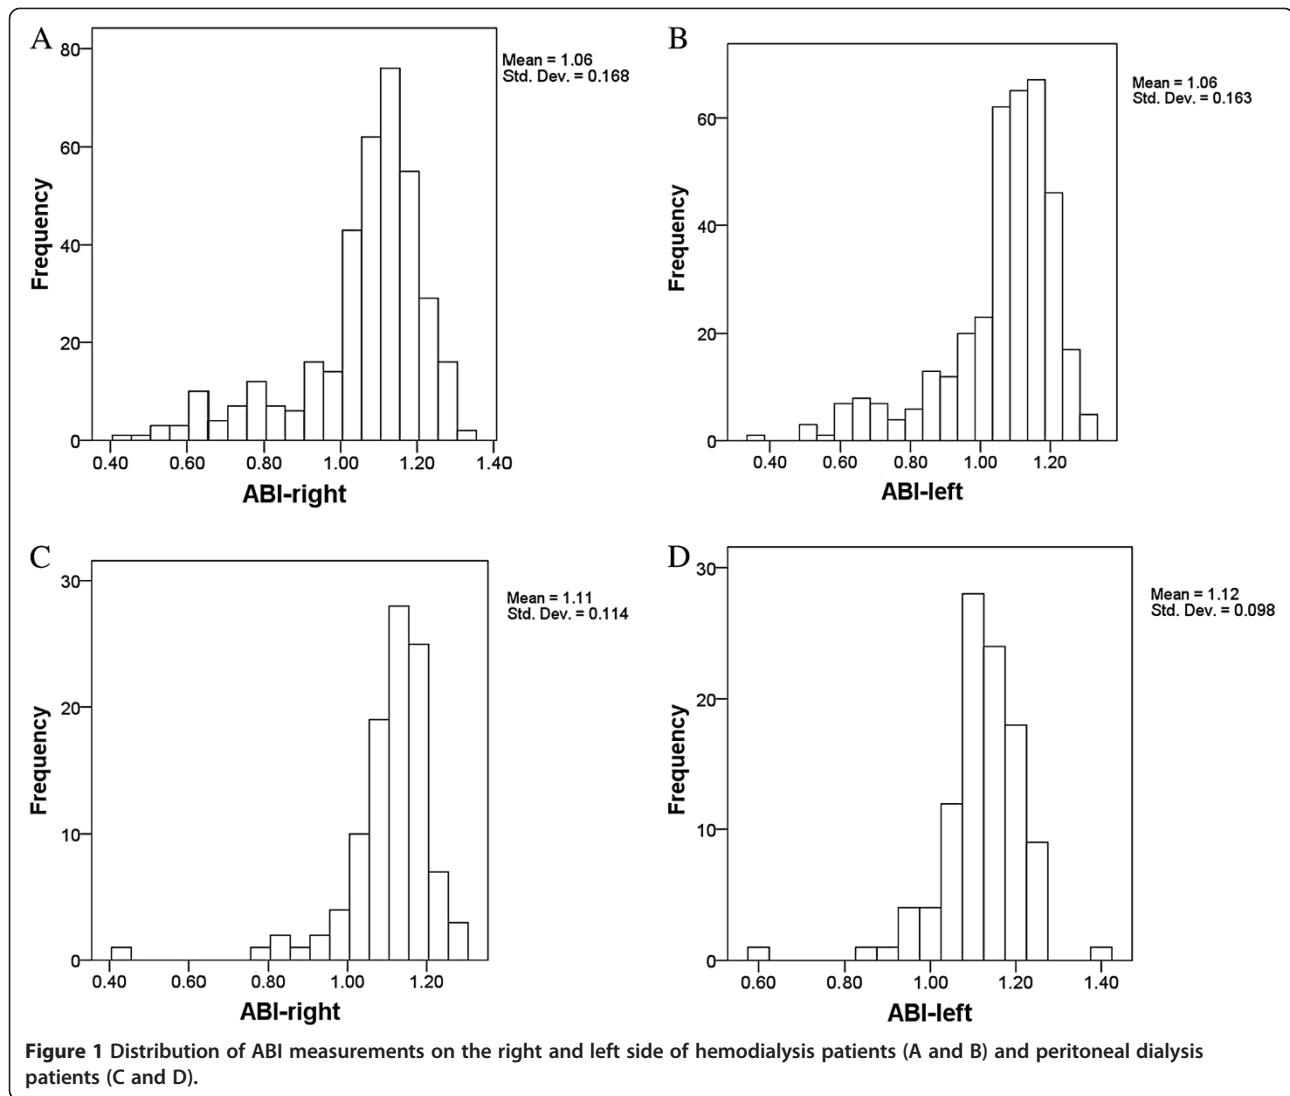 A
80
60
40
20
0
Frequency
0.40 0.60 0.80 1.00 1.20 1.40
ABI-right
Mean = 1.06
Std. Dev. = 0.168
B
60
40
20
0
Frequency
0.40 0.60 0.80 1.00 1.20
ABI-left
Mean = 1.06
Std. Dev. = 0.163
C
30
20
10
0
Frequency
0.40 0.60 0.80 1.00 1.20
ABI-right
Mean = 1.11
Std. Dev. = 0.114
D
30
20
10
0
Frequency
0.60 0.80 1.00 1.20 1.40
ABI-left
Mean = 1.12
Std. Dev. = 0.098
Figure 1 Distribution of ABI measurements on the right and left side of hemodialysis patients (A and B) and peritoneal dialysis
patients (C and D).